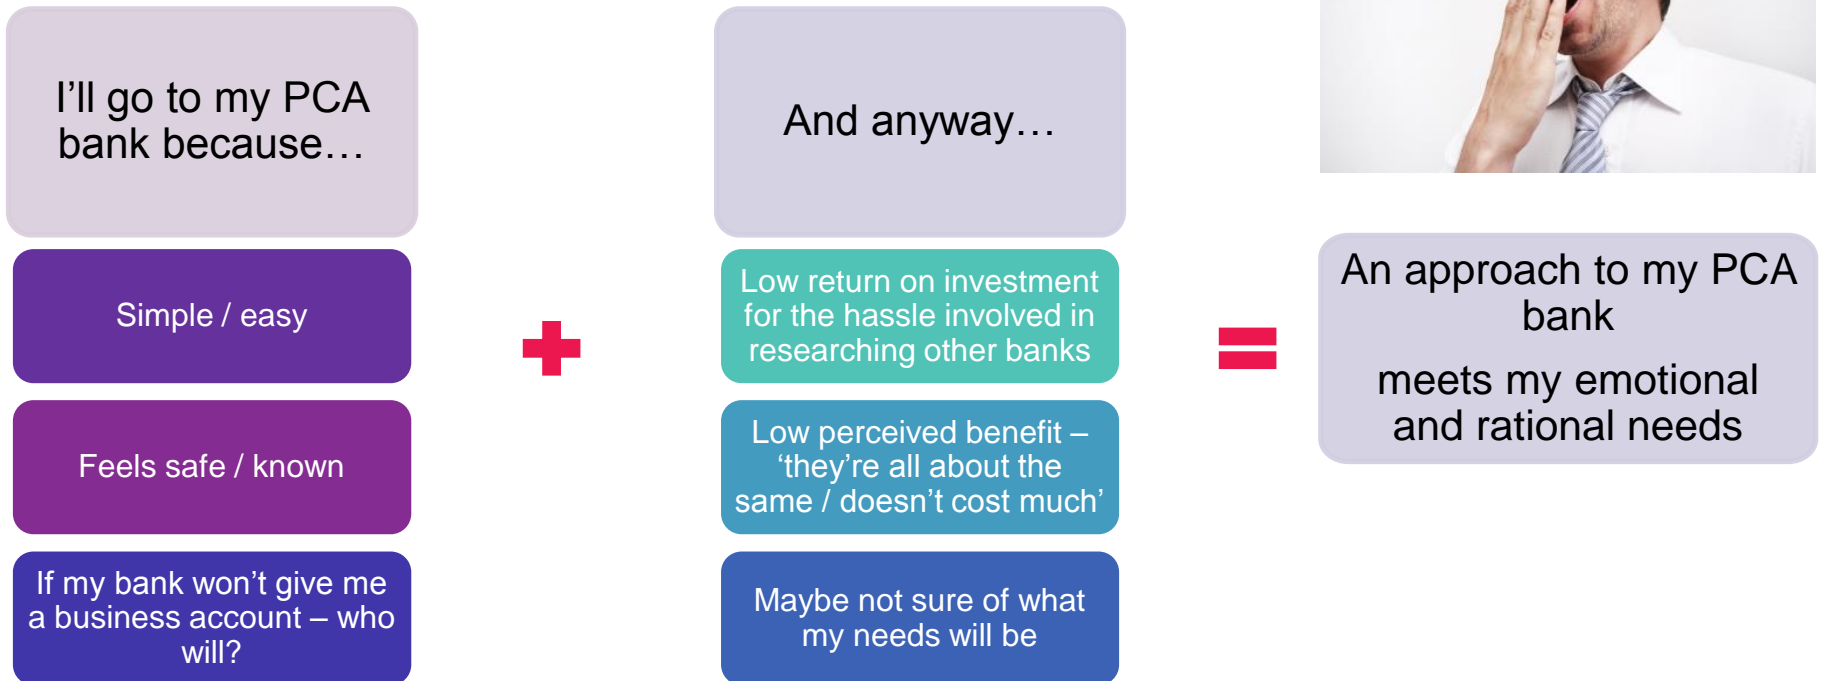 I'll go to my PCA
bank because…
Simple / easy
Feels safe / known
If my bank won't give me
a business account – who
will?
And anyway…
Low return on investment
for the hassle involved in
researching other banks
Low perceived benefit –
‘they’re all about the
same / doesn’t cost much’
Maybe not sure of what
my needs will be
An approach to my PCA
bank
meets my emotional
and rational needs